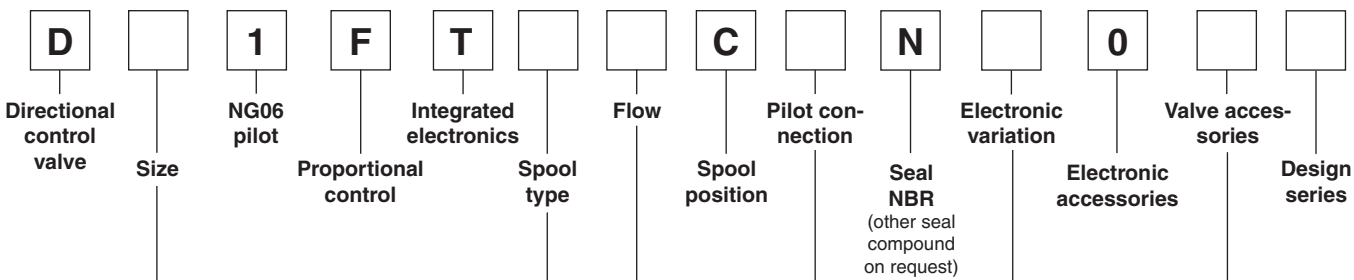 D 1 F T C N 0
Directional
control
valve
Size
NG06
pilot
Proportional
control
Integrated
electronics
Spool
type
Flow
Spool
position
Pilot con-
nection
Seal
NBR
(other seal
compound
on request)
Electronic
variation
Electronic
accessories
Valve acces-
sories
Design
series